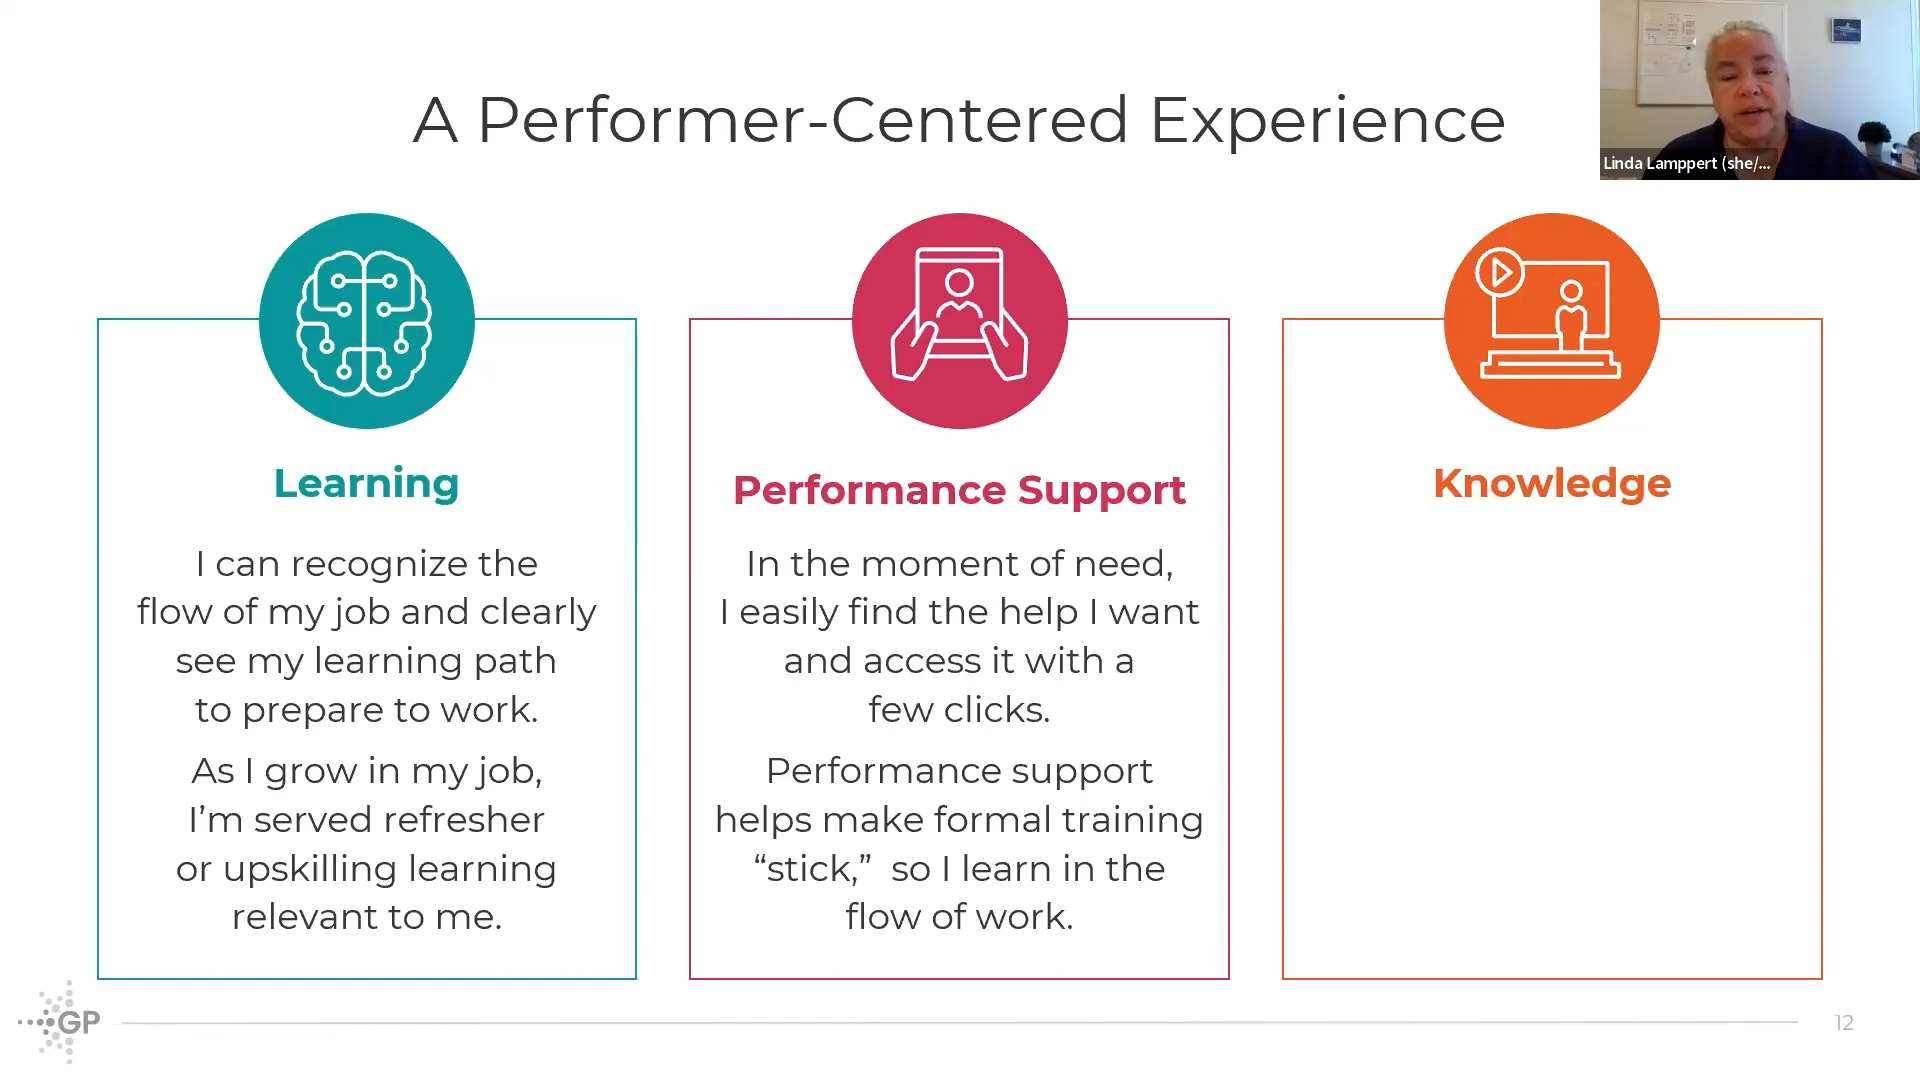 A Performer-Centered Experience
Linda Lamppert (she/...
Learning
I can recognize the
flow of my job and clearly
see my learning path
to prepare to work.
As I grow in my job,
I’m served refresher
or upskilling learning
relevant to me.
Performance Support
In the moment of need,
I easily find the help I want
and access it with a
few clicks.
Performance support
helps make formal training
“stick,”  so I learn in the
flow of work.
Knowledge
GP
12